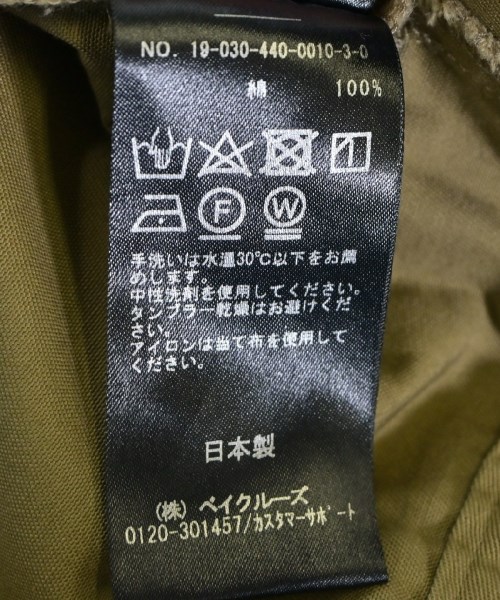 NO. 19-030-440-0010-3-0
綿 100%
F W
手洗いは水温30℃以下をお薦
めします。
中性洗剤を使用してください。
タンブラー乾燥はお避けくだ
さい。
アイロンは当て布を使用して
ください。
日本製
(株) ベイクルーズ
0120-301457/カスタマーサポート